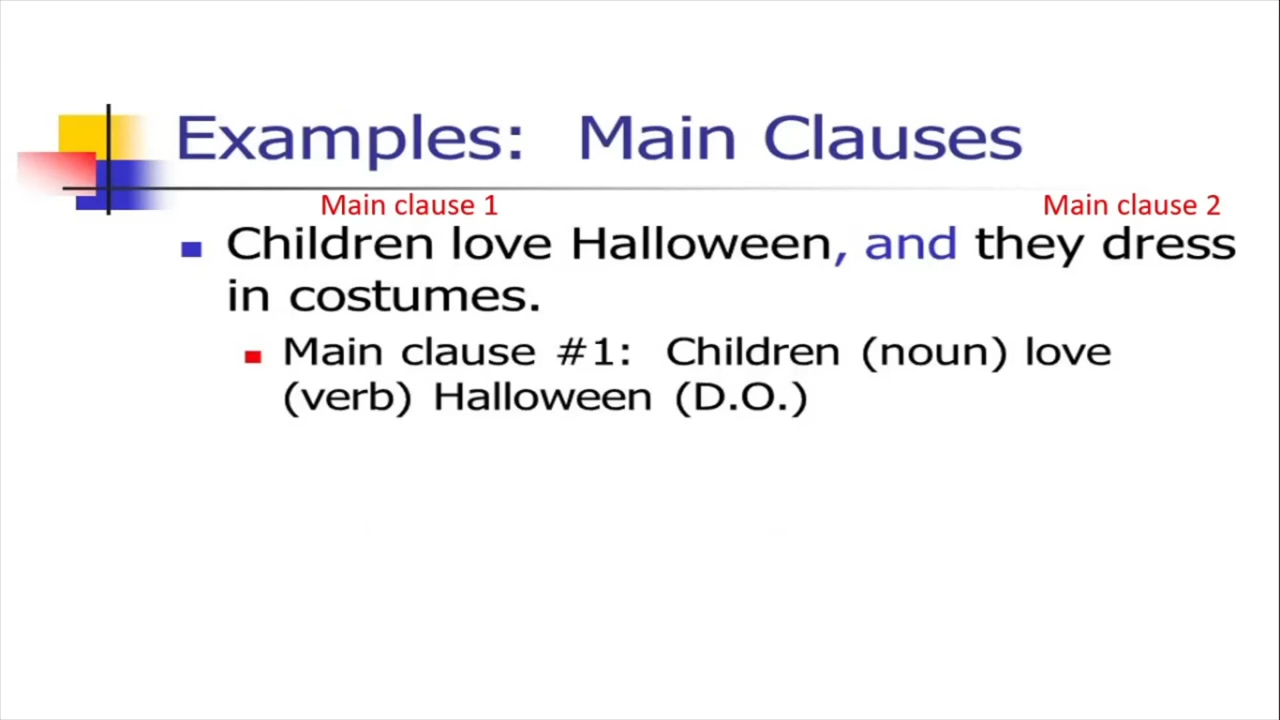 Examples: Main Clauses
Main clause 1 Main clause 2
Children love Halloween, and they dress
in costumes.
Main clause #1: Children (noun) love
(verb) Halloween (D.O.)